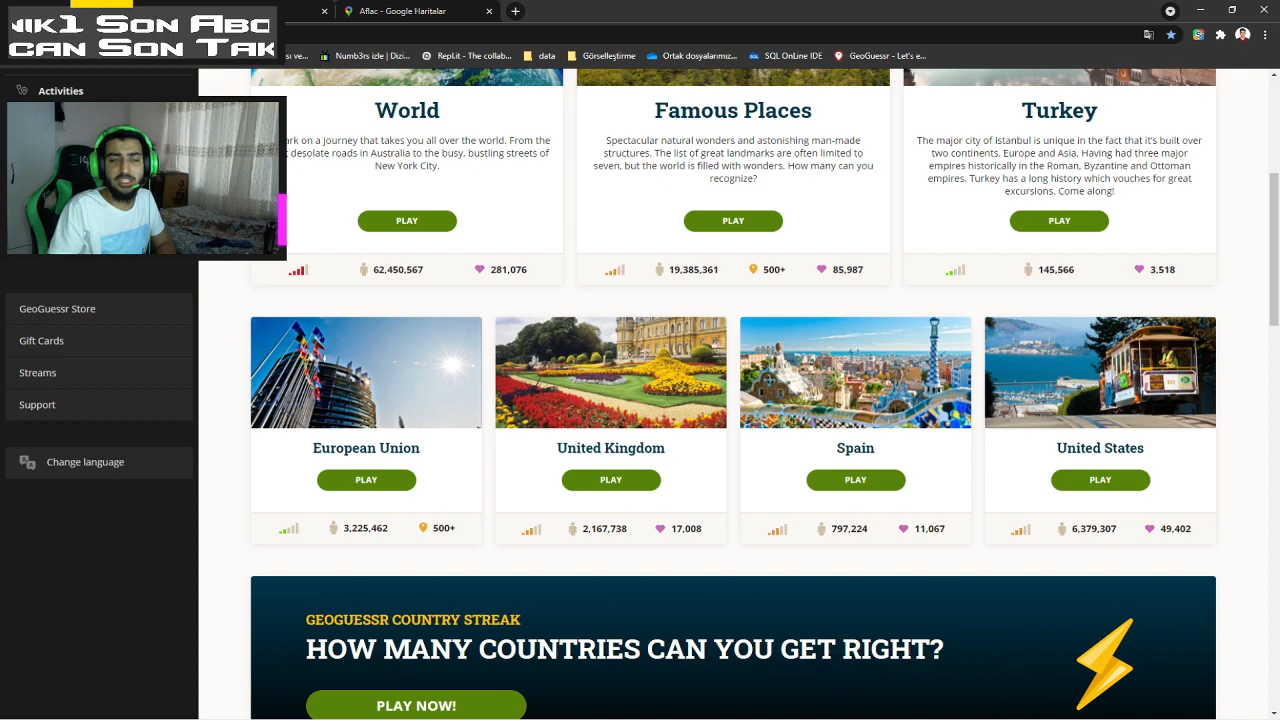 NIK1 SON ABO
CAN SON TAK
Aflac - Google Haritalar
si ve...
Numb3rs izle | Dizi...
Repl.it - The collab...
data
Görselleştirme
Ortak dosyalarımız...
SQL OnlIne IDE
GeoGuessr - Let's e...
Activities
GeoGuessr Store
Gift Cards
Streams
Support
Change language
World
rk on a journey that takes you all over the world. From the
desolate roads in Australia to the busy, bustling streets of
New York City.
PLAY
62,450,567
281,076
Famous Places
Spectacular natural wonders and astonishing man-made
structures. The list of great landmarks are often limited to
seven, but the world is filled with wonders. How many can you
recognize?
PLAY
19,385,361
500+
85,987
Turkey
The major city of Istanbul is unique in the fact that it's built over
two continents, Europe and Asia. Having had three major
empires historically in the Roman, Byzantine and Ottoman
empires, Turkey has a long history which vouches for great
excursions. Come along!
PLAY
145,566
3,518
European Union
PLAY
3,225,462
500+
United Kingdom
PLAY
2,167,738
17,008
Spain
PLAY
797,224
11,067
United States
PLAY
6,379,307
49,402
GEOGUESSR COUNTRY STREAK
HOW MANY COUNTRIES CAN YOU GET RIGHT?
PLAY NOW!